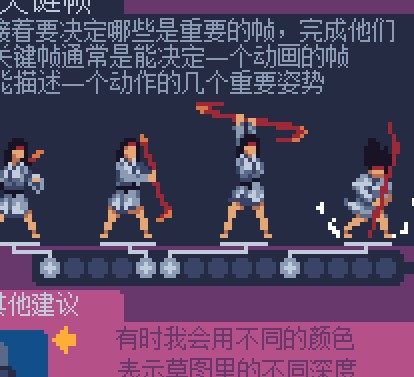 关键帧
接着要决定哪些是重要的帧，完成他们
关键帧通常是能决定一个动画的帧
能描述一个动作的几个重要姿势
其他建议
有时我会用不同的颜色
表示草图里的不同深度